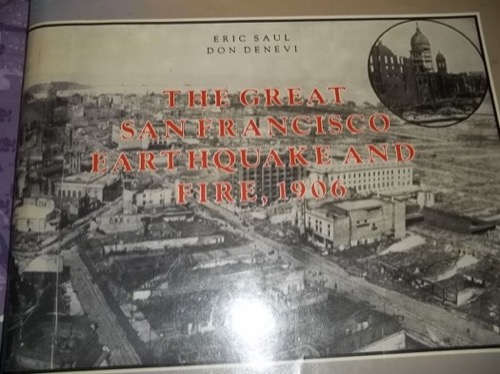 ERIC SAUL
DON DENEVI
THE GREAT
SAN FRANCISCO
EARTHQUAKE AND
FIRE, 1906